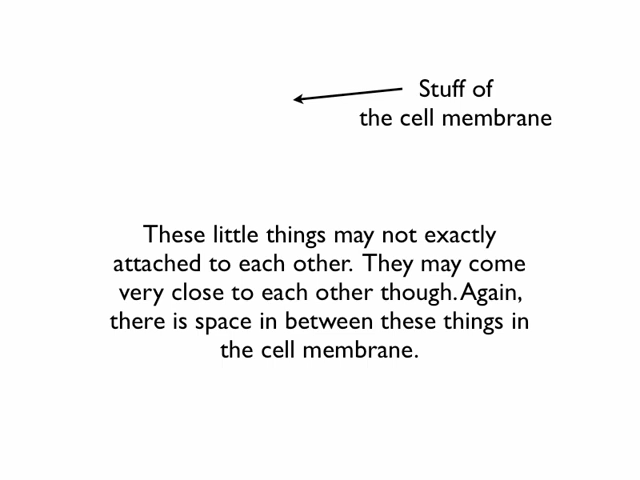 Stuff of
the cell membrane
These little things may not exactly
attached to each other. They may come
very close to each other though. Again,
there is space in between these things in
the cell membrane.